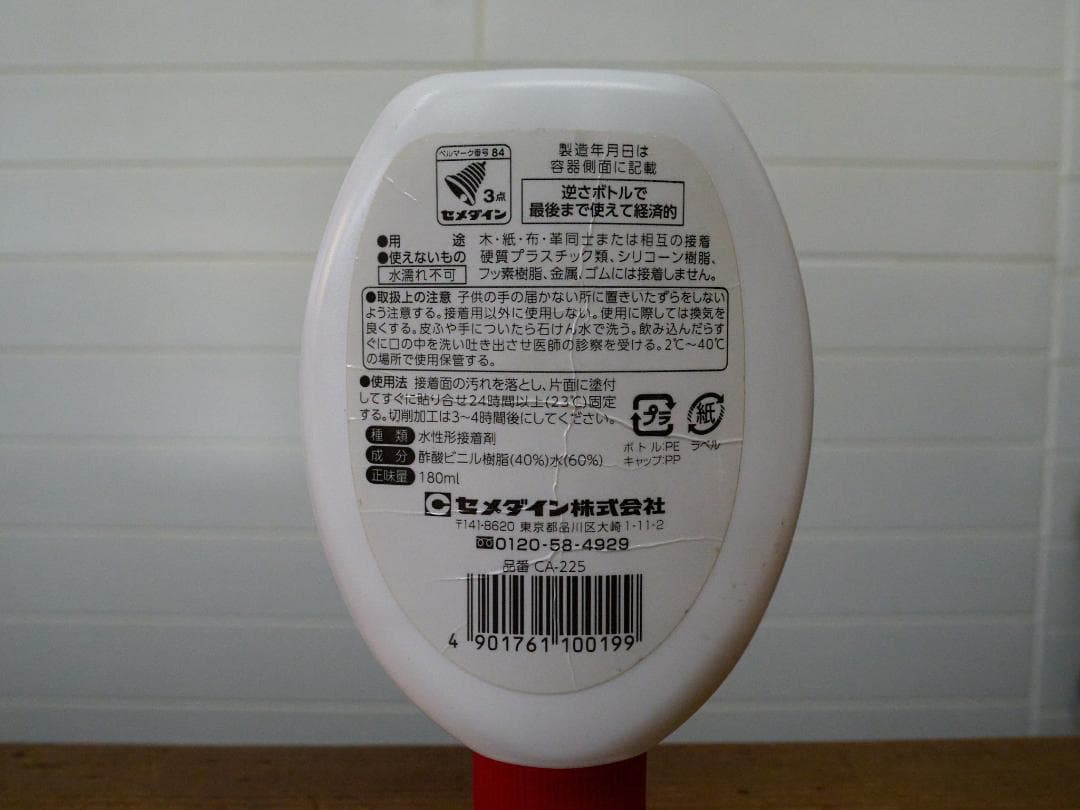 ベルマーク番号 84
3点
セメダイン
製造年月日は
容器側面に記載
逆さボトルで
最後まで使えて経済的
●用途 木・紙・布・革同士または相互の接着
●使えないもの 硬質プラスチック類、シリコーン樹脂、
水濡れ不可 フッ素樹脂、金属、ゴムには接着しません。
●取扱上の注意 子供の手の届かない所に置きいたずらをしない
よう注意する。接着用以外に使用しない。使用に際しては換気を
良くする。皮ふや手についたら石けん水で洗う。飲み込んだらす
ぐに口の中を洗い吐き出させ医師の診察を受ける。2℃〜40℃
の場所で使用保管する。
●使用法 接着面の汚れを落とし、片面に塗付
してすぐに貼り合せ24時間以上(23℃)固定
する。切削加工は3〜4時間後にしてください。
種類 水性形接着剤
成分 酢酸ビニル樹脂(40%)水(60%)
正味量 180ml
プラ
ボトル:PE
キャップ:PP
紙
ラベル
C セメダイン株式会社
〒141-8620 東京都品川区大崎1-11-2
0120-58-4929
品番 CA-225
4 901761 100199